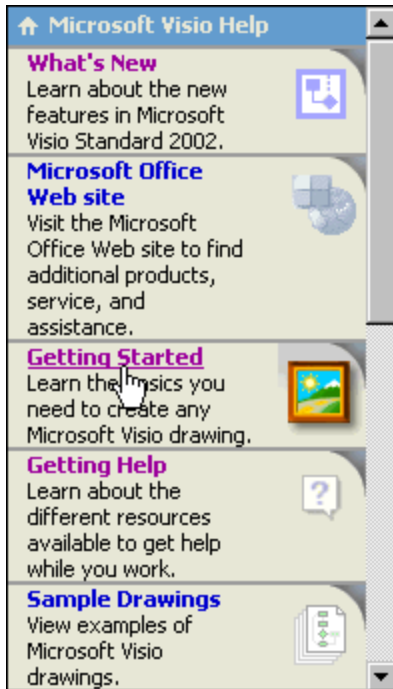 Microsoft Visio Help
What's New
Learn about the new
features in Microsoft
Visio Standard 2002.
Microsoft Office
Web site
Visit the Microsoft
Office Web site to find
additional products,
service, and
assistance.
Getting Started
Learn the basics you
need to create any
Microsoft Visio drawing.
Getting Help
Learn about the
different resources
available to get help
while you work.
Sample Drawings
View examples of
Microsoft Visio
drawings.